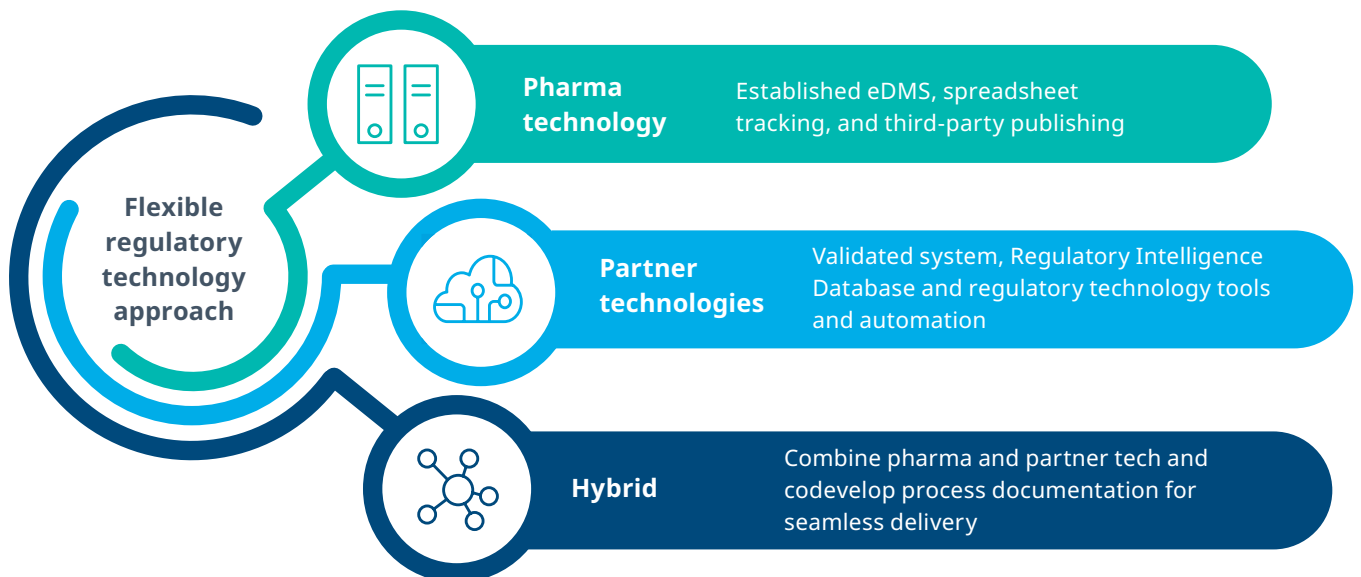 Flexible
regulatory
technology
approach
Pharma
technology
Established eDMS, spreadsheet
tracking, and third-party publishing
Partner
technologies
Validated system, Regulatory Intelligence
Database and regulatory technology tools
and automation
Hybrid
Combine pharma and partner tech and
codevelop process documentation for
seamless delivery